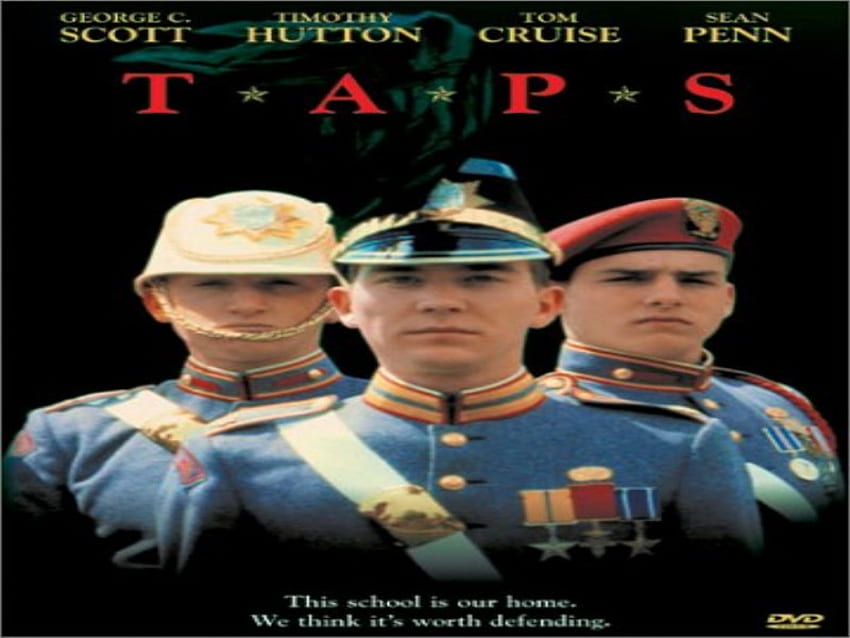 GEORGE C. TIMOTHY TOM SEAN
SCOTT HUTTON CRUISE PENN
T★A★P★S
This school is our home.
We think it's worth defending.
DVD
VIDEO